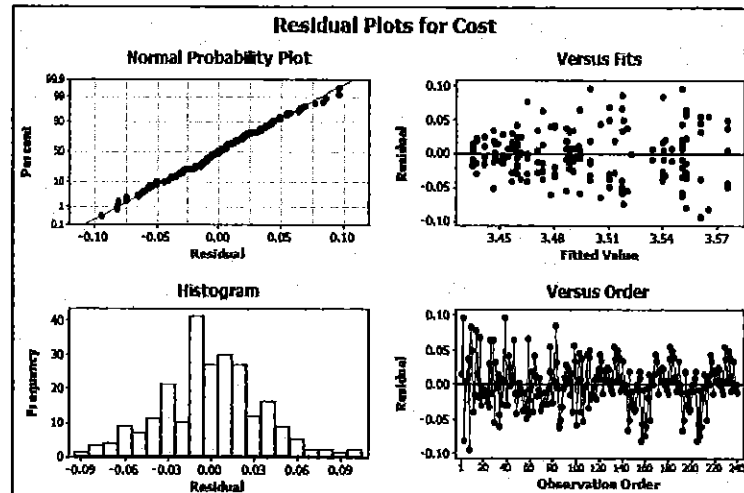 Residual Plots for Cost
Normal Probability Plot
99.9
99
90
50
10
1
0.1
Percent
-0.10 -0.05 0.00 0.05 0.10
Residual
Versus Fits
0.10
0.05
0.00
-0.05
-0.10
Residual
3.45 3.48 3.51 3.54 3.57
Fitted Value
Histogram
40
30
20
10
0
Frequency
-0.09 -0.06 -0.03 0.00 0.03 0.06 0.09
Residual
Versus Order
0.10
0.05
0.00
-0.05
-0.10
Residual
1 20 40 60 80 100 120 140 160 180 200 220 240
Observation Order